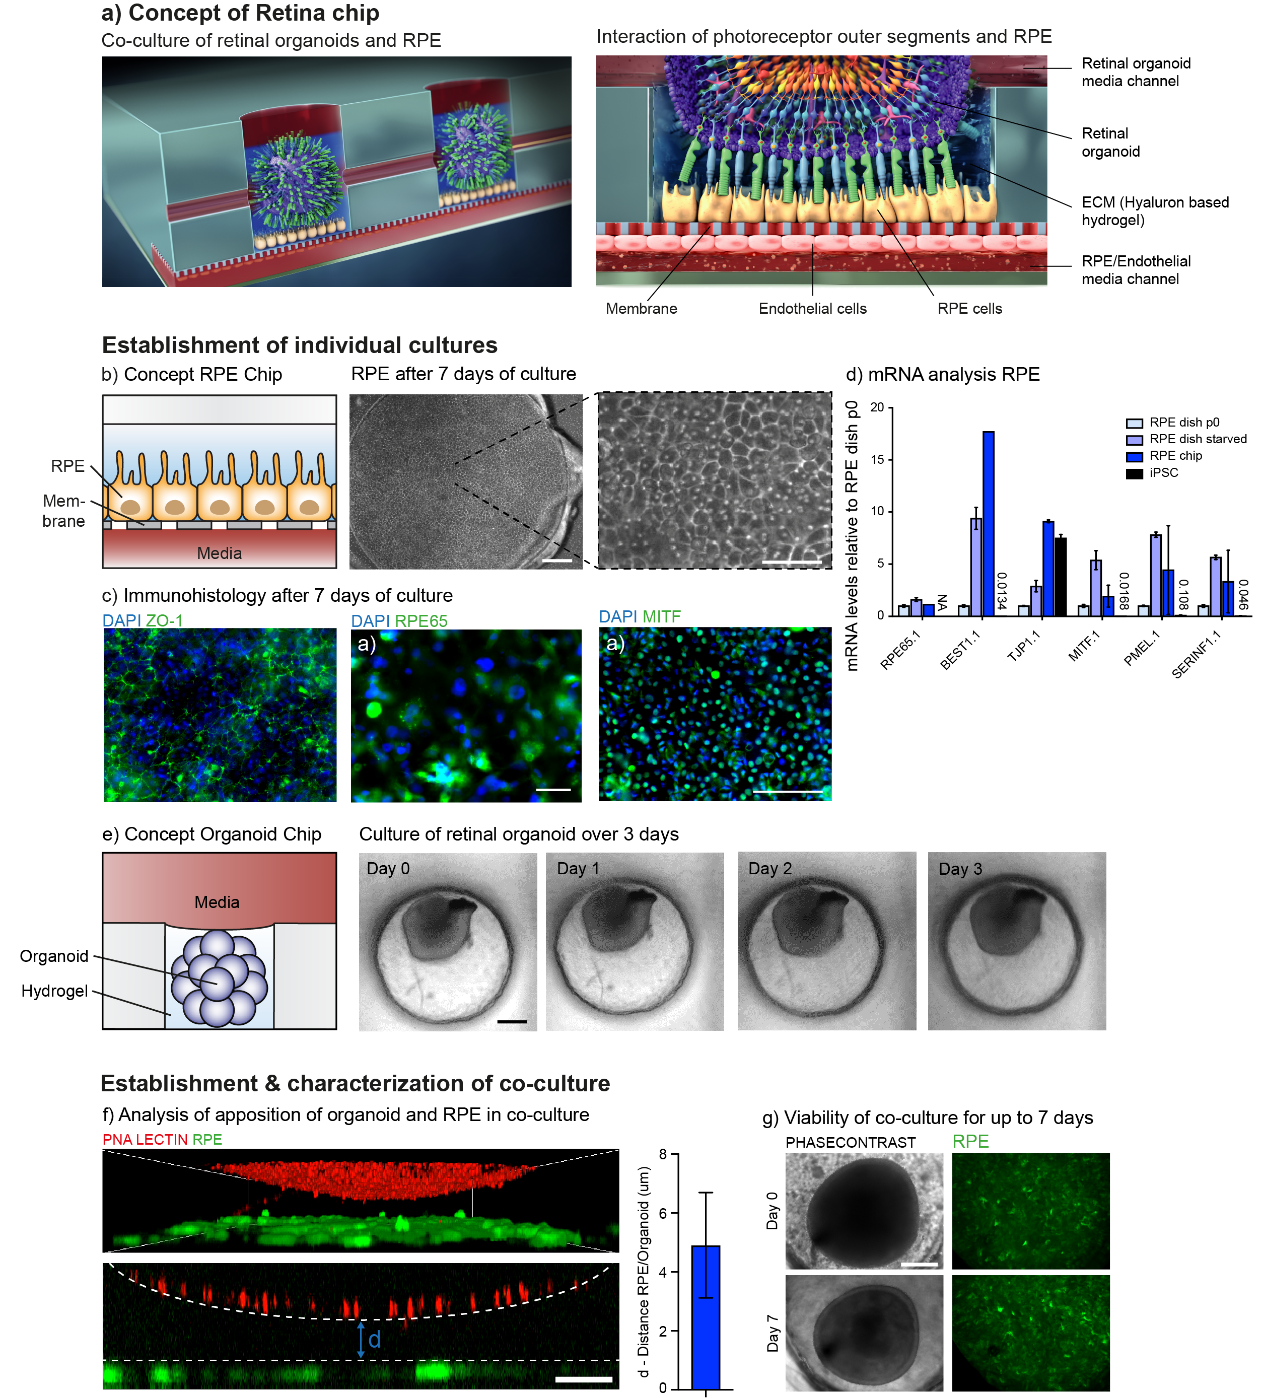 a) Concept of Retina chip
Co-culture of retinal organoids and RPE
Interaction of photoreceptor outer segments and RPE
Retinal organoid
media channel
Retinal
organoid
ECM (Hyaluron based
hydrogel)
RPE/Endothelial
media channel
Membrane
Endothelial cells
RPE cells
Establishment of individual cultures
b) Concept RPE Chip
RPE after 7 days of culture
RPE
Mem-
brane
Media
d) mRNA analysis RPE
mRNA levels relative to RPE dish p0
20
15
10
5
0
RPE dish p0
RPE dish starved
RPE chip
iPSC
NA
0.0134
0.0168
0.108
0.046
RPE65.1
BEST1.1
TJP1.1
MITF.1
PMEL.1
SERINF1.1
c) Immunohistology after 7 days of culture
DAPI ZO-1
DAPI RPE65
a)
DAPI MITF
a)
e) Concept Organoid Chip
Media
Organoid
Hydrogel
Culture of retinal organoid over 3 days
Day 0
Day 1
Day 2
Day 3
Establishment & characterization of co-culture
f) Analysis of apposition of organoid and RPE in co-culture
PNA LECTIN RPE
d
d - Distance RPE/Organoid (um)
8
6
4
2
0
g) Viability of co-culture for up to 7 days
PHASECONTRAST
RPE
Day 0
Day 7